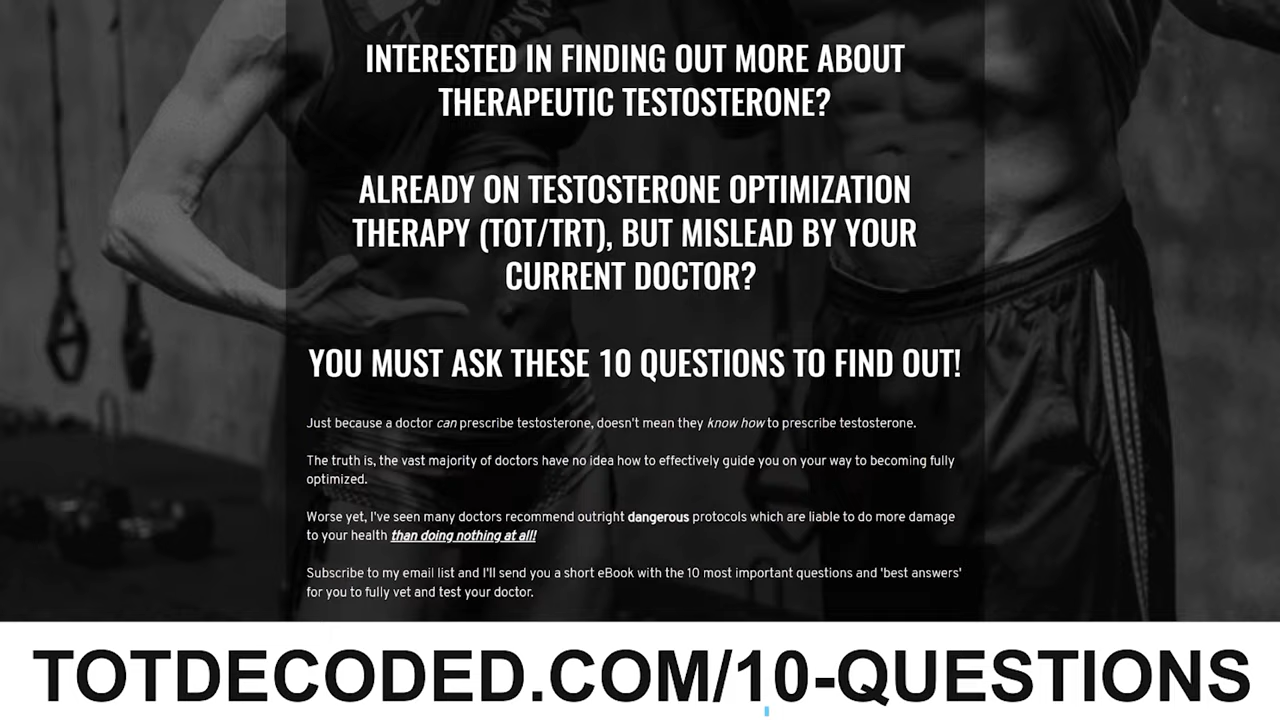 INTERESTED IN FINDING OUT MORE ABOUT
THERAPEUTIC TESTOSTERONE?
ALREADY ON TESTOSTERONE OPTIMIZATION
THERAPY (TOT/TRT), BUT MISLEAD BY YOUR
CURRENT DOCTOR?
YOU MUST ASK THESE 10 QUESTIONS TO FIND OUT!
Just because a doctor can prescribe testosterone, doesn't mean they know how to prescribe testosterone.
The truth is, the vast majority of doctors have no idea how to effectively guide you on your way to becoming fully
optimized.
Worse yet, I've seen many doctors recommend outright dangerous protocols which are liable to do more damage
to your health than doing nothing at all!
Subscribe to my email list and I'll send you a short eBook with the 10 most important questions and 'best answers'
for you to fully vet and test your doctor.
TOTDECODED.COM/10-QUESTIONS